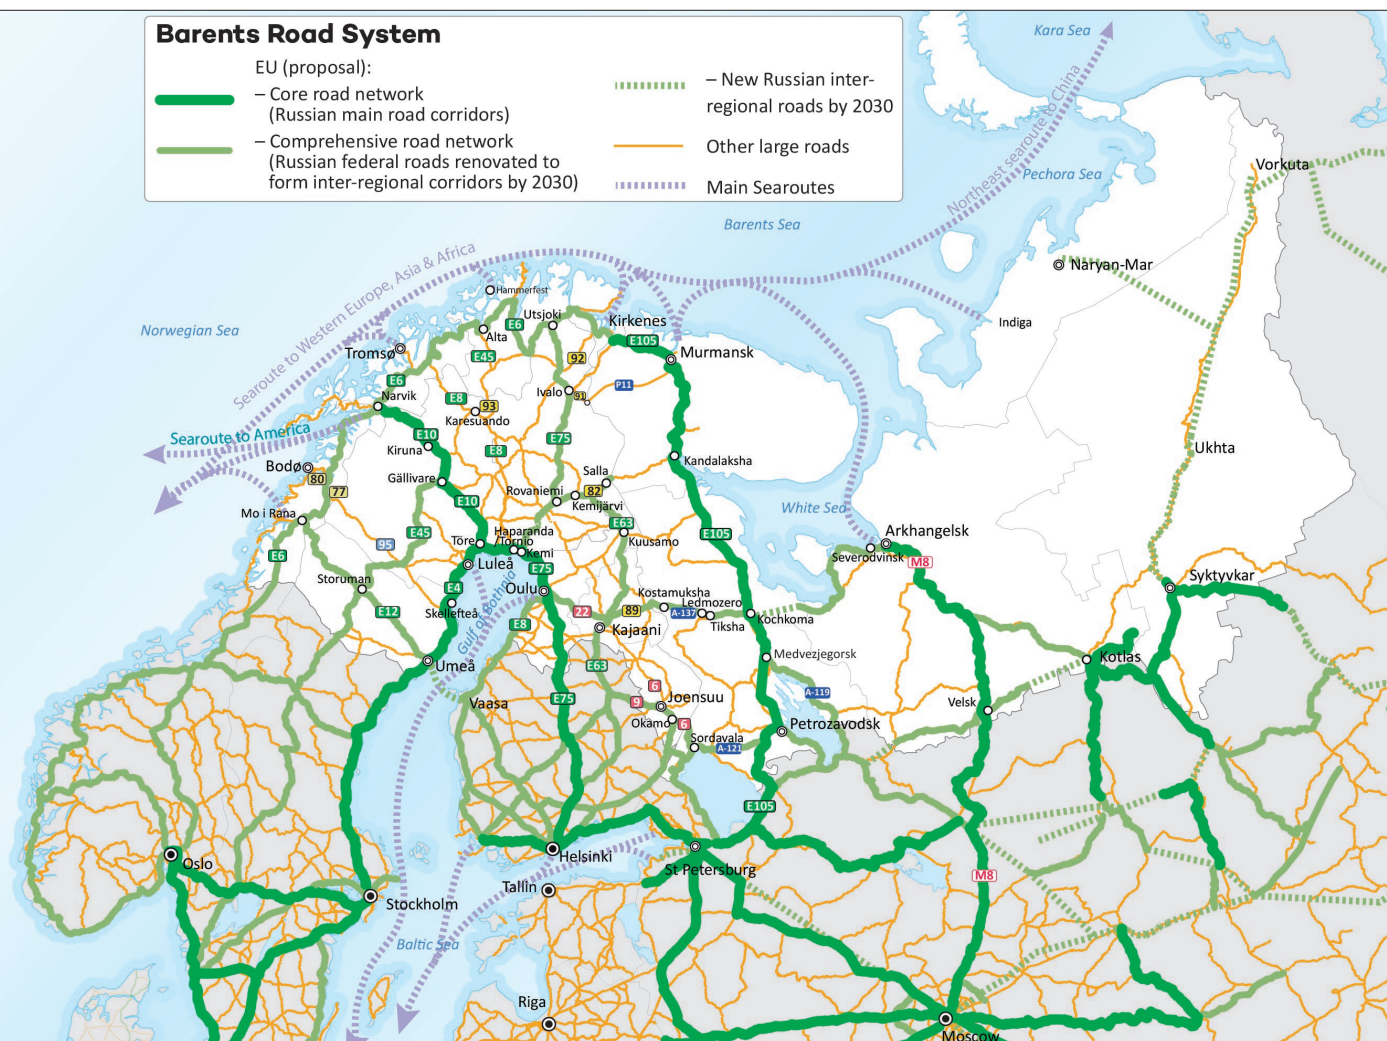 Barents Road System
EU (proposal):
– Core road network
(Russian main road corridors)
– Comprehensive road network
(Russian federal roads renovated to
form inter-regional corridors by 2030)
– New Russian inter-
regional roads by 2030
Other large roads
Main Searoutes
Kara Sea
Northeast searoute to China
Pechora Sea
Vorkuta
Barents Sea
Naryan-Mar
Searoute to Western Europe, Asia & Africa
Hammerfest
Norwegian Sea
Utsjoki
Kirkenes
Indiga
E6
Alta
E105
Tromsø
Murmansk
E45
92
E6
P11
Narvik
E8
93
Ivalo
91
Karesuando
Searoute to America
E10
E75
Kiruna
E8
Ukhta
Kandalaksha
Bodø
80
77
Gällivare
Salla
Rovaniemi
82
E10
Kemijärvi
White Sea
Mo i Rana
E63
E45
Haparanda
Arkhangelsk
95
Töre
Tornio
Kuusamo
E105
Severodvinsk
Kemi
M8
E6
Luleå
E75
Syktyvkar
Storuman
E4
Oulu
Kostamuksha
Gulf of Bothnia
Ledmozero
E12
Skellefteå
22
89
A-137
Kochkoma
E8
Tiksha
Kajaani
Medvezjegorsk
Kotlas
Umeå
E63
6
A-119
Vaasa
E75
9
Joensuu
Velsk
Okamo
6
Petrozavodsk
Sordavala
A-121
E105
Oslo
Helsinki
St Petersburg
M8
Tallin
Stockholm
Baltic Sea
Riga
Moscow